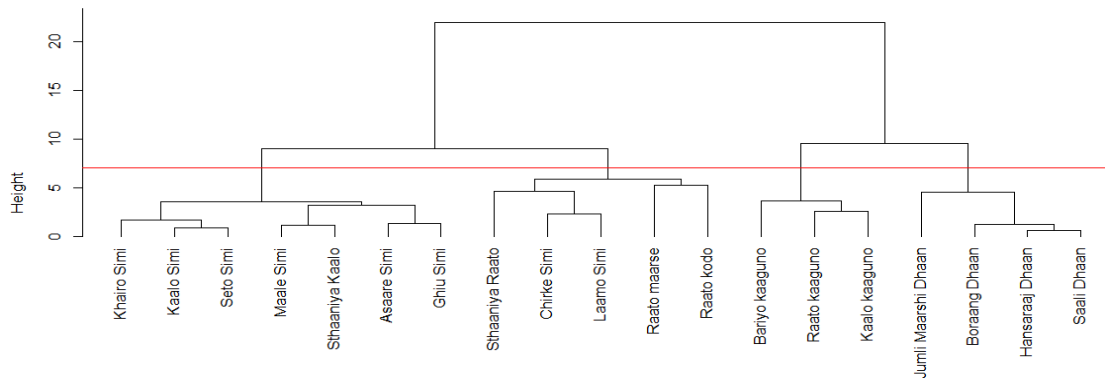 Height
20
15
10
5
0
Khairo Simi
Kaalo Simi
Seto Simi
Maale Simi
Sthaaniya Kaalo
Asaare Simi
Ghiu Simi
Sthaaniya Raato
Chirke Simi
Laamo Simi
Raato maarse
Raato kodo
Bariyo kaaguno
Raato kaaguno
Kaalo kaaguno
Jumli Maarshi Dhaan
Boraang Dhaan
Hansaraaj Dhaan
Saali Dhaan